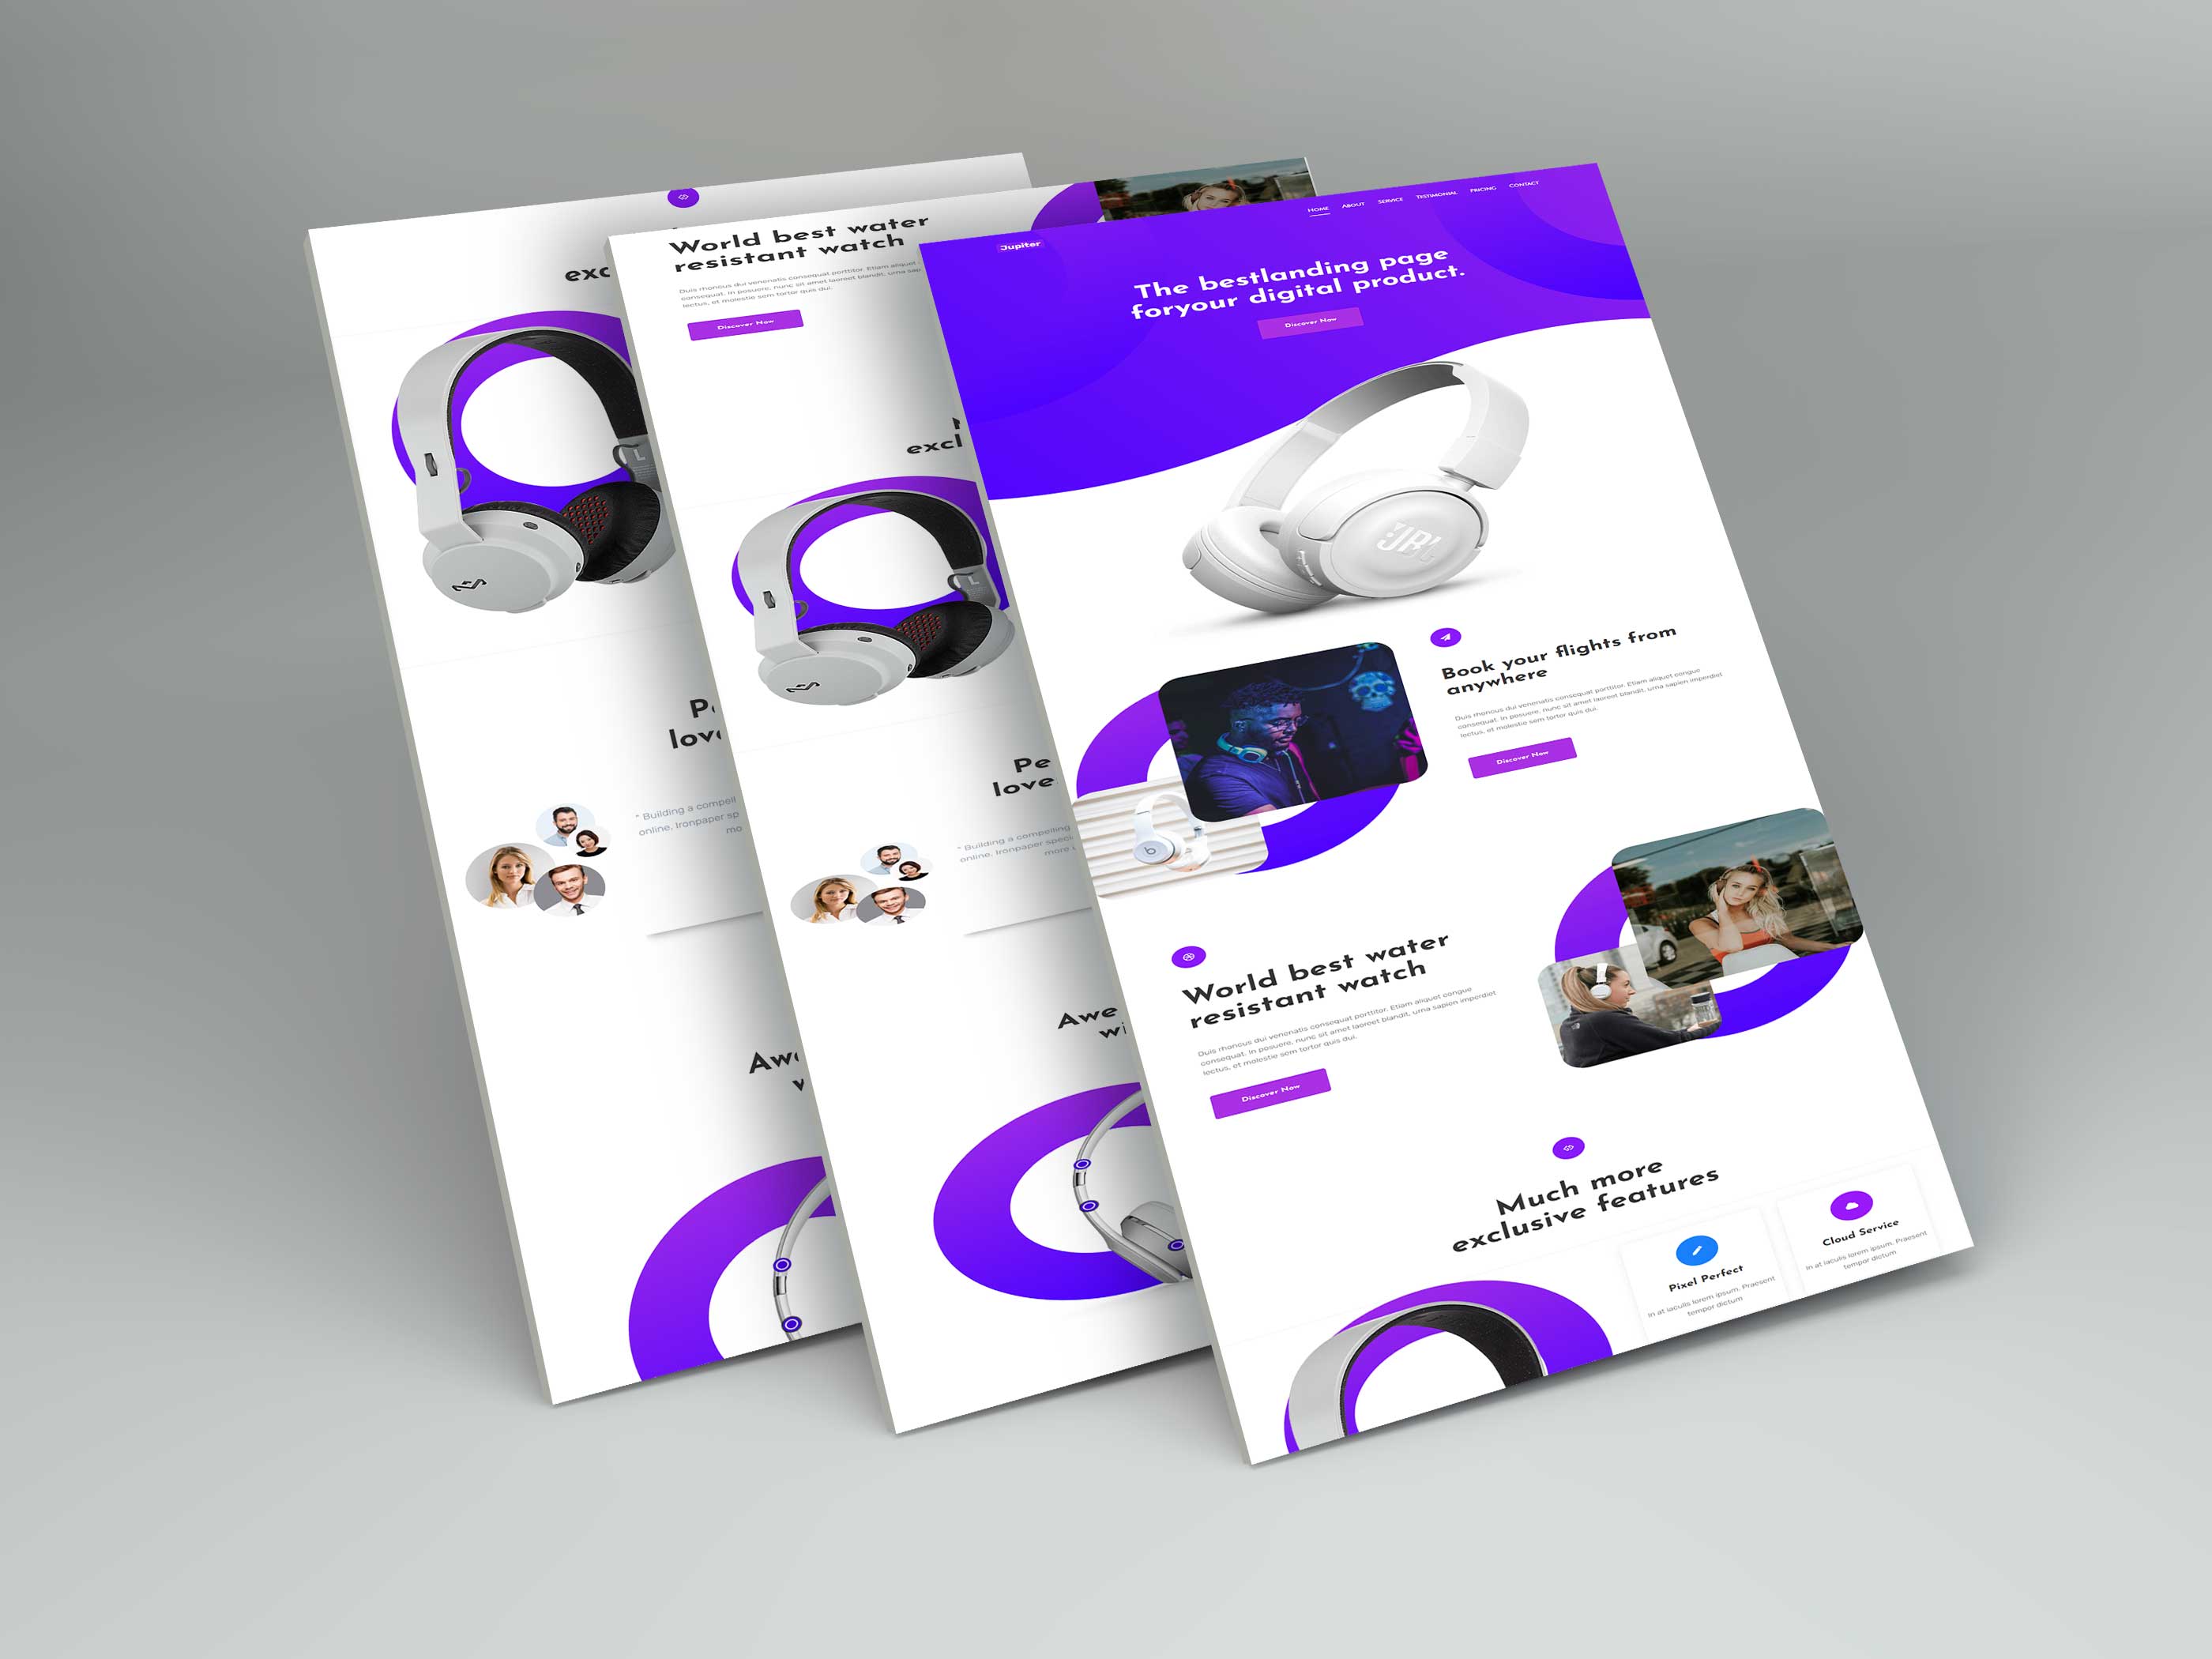 exc
World best water
resistant watch
Duis rhoncus dui venenatis consequat porttitor. Etiam aliquet
consequat. In posuere, nunc sit amet laoreet blandit, urna sap
lectus, et molestie sem tortor quis dui.
Discover Now
excl
Jupiter
HOME ABOUT SERVICE TESTIMONIAL PRICING CONTACT
The bestlanding page
foryour digital product.
Discover Now
L
L
JBL
Book your flights from
anywhere
Duis rhoncus dui venenatis consequat porttitor. Etiam aliquet congue
consequat. In posuere, nunc sit amet laoreet blandit, urna sapien imperdiet
lectus, et molestie sem tortor quis dui.
Discover Now
love
" Building a compell
online. Ironpaper sp
mo
Pe
love
" Building a compelling
online. Ironpaper speci
more
b
World best water
resistant watch
Duis rhoncus dui venenatis consequat porttitor. Etiam aliquet congue
consequat. In posuere, nunc sit amet laoreet blandit, urna sapien imperdiet
lectus, et molestie sem tortor quis dui.
Discover Now
Awe
Awe
wi
Much more
exclusive features
Pixel Perfect
In at iaculis lorem ipsum. Praesent
tempor dictum
Cloud Service
In at iaculis lorem ipsum. Praesent
tempor dictum